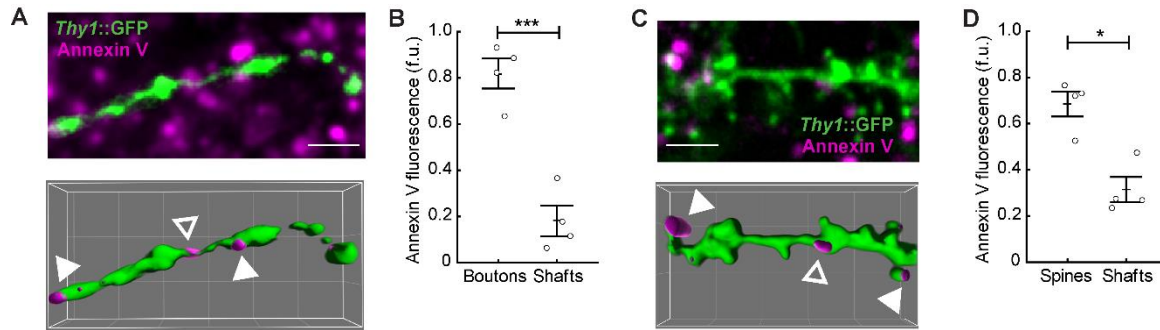 A
Thy1::GFP
Annexin V
B
Annexin V fluorescence (f.u.)
1.0
0.8
0.6
0.4
0.2
0
***
Boutons Shafts
C
Thy1::GFP
Annexin V
D
Annexin V fluorescence (f.u.)
1.0
0.8
0.6
0.4
0.2
0
*
Spines Shafts